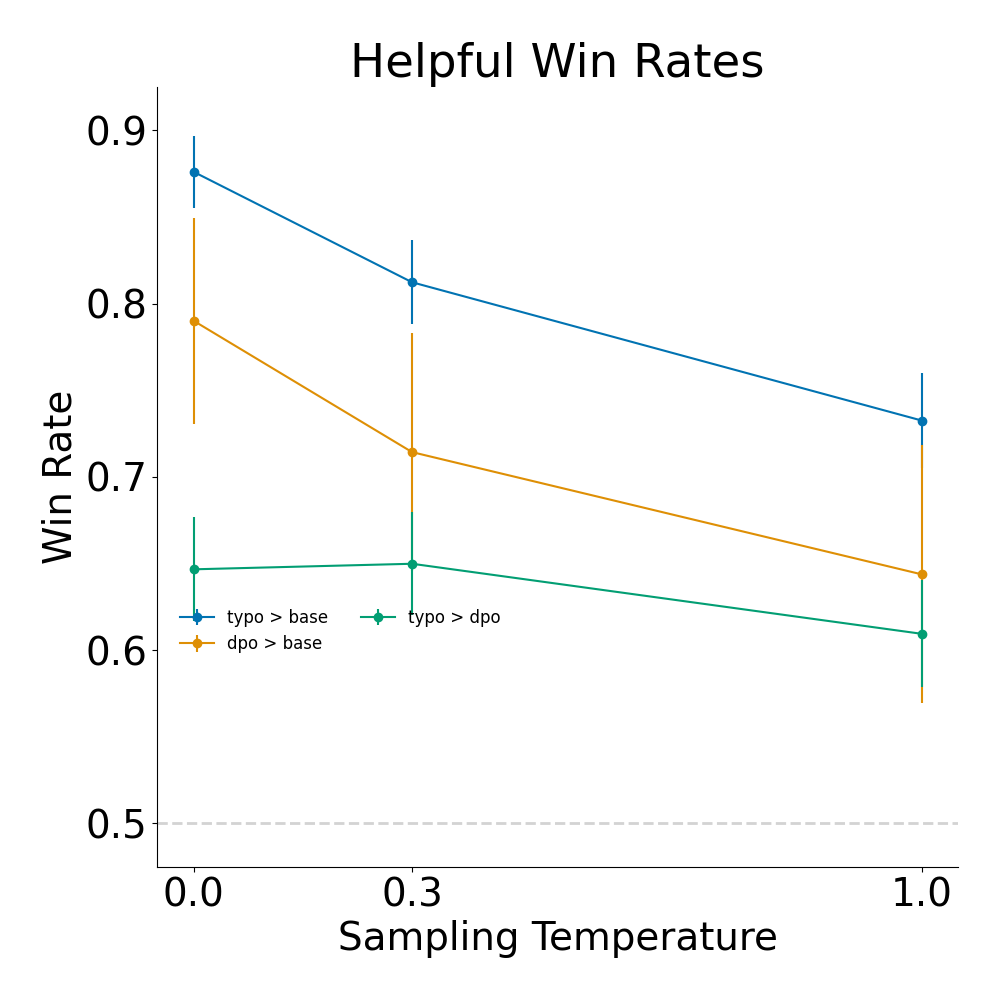 Helpful Win Rates
Win Rate
0.9
0.8
0.7
0.6
0.5
typo > base
dpo > base
typo > dpo
0.0 0.3 1.0
Sampling Temperature